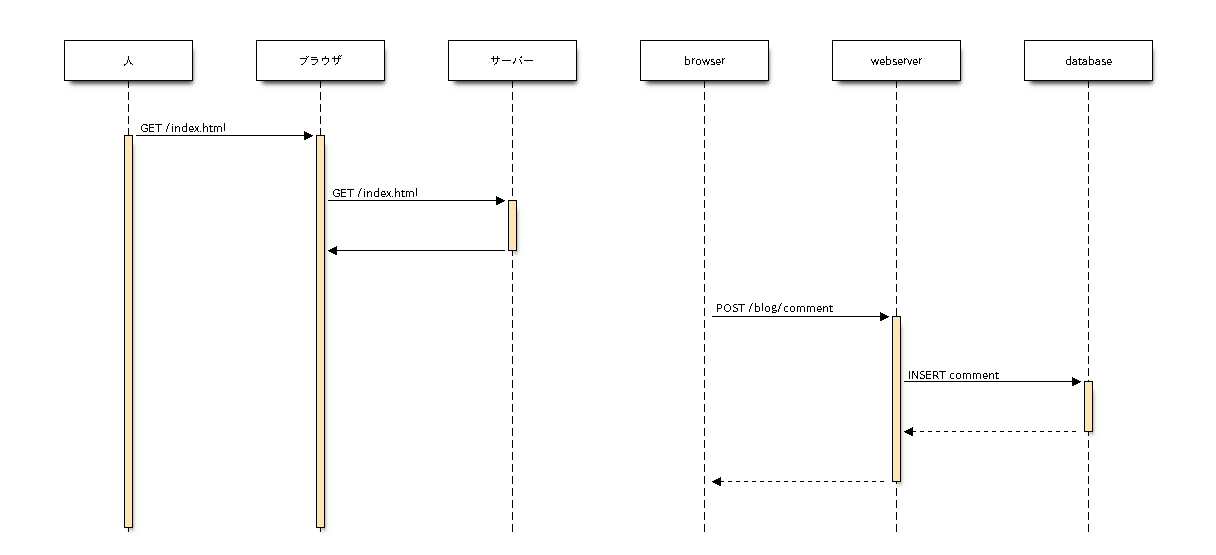 人
ブラウザ
サーバー
browser
webserver
database
GET /index.html
GET /index.html
POST /blog/comment
INSERT comment